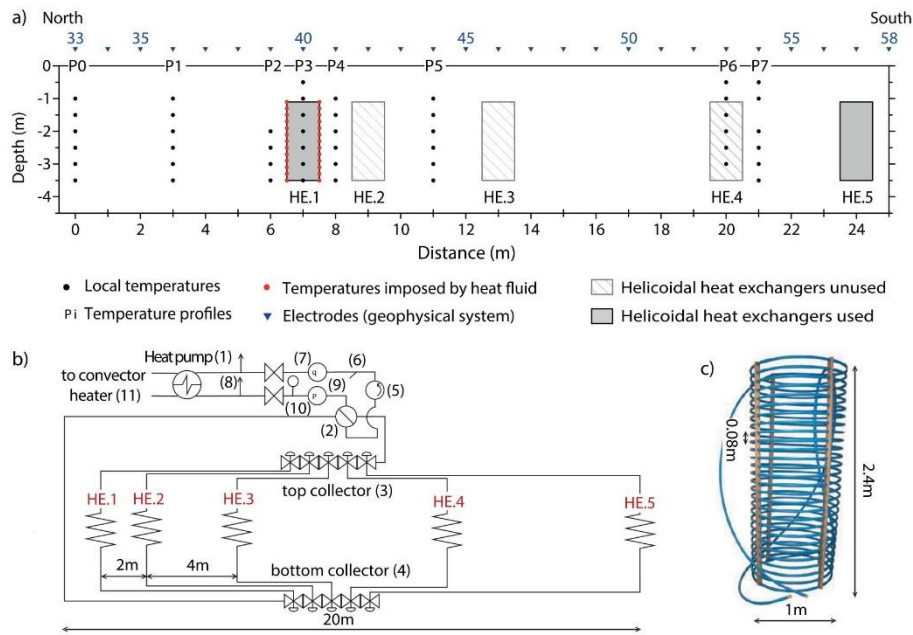 a)
North
South
33
35
40
45
50
55
58
P0
P1
P2
P3
P4
P5
P6
P7
0
-1
-2
-3
-4
Depth (m)
HE.1
HE.2
HE.3
HE.4
HE.5
0
2
4
6
8
10
12
14
16
18
20
22
24
Distance (m)
Local temperatures
Temperatures imposed by heat fluid
Helicoidal heat exchangers unused
Pi Temperature profiles
Electrodes (geophysical system)
Helicoidal heat exchangers used
b)
Heat pump (1)
(7)
(6)
to convector
heater (11)
(8)
q
(9)
(5)
P
(10)
(2)
top collector (3)
HE.1
HE.2
HE.3
HE.4
HE.5
2m
4m
bottom collector (4)
20m
c)
0.08m
2.4m
1m